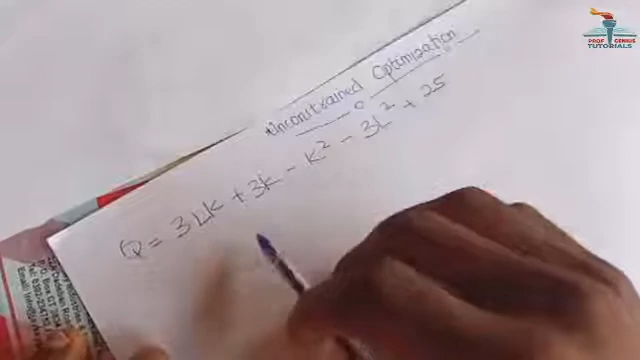 PROF GENIUS
TUTORIALS
Unconstrained Optimization
Q = 3LK + 3K - K² - 3L² + 25